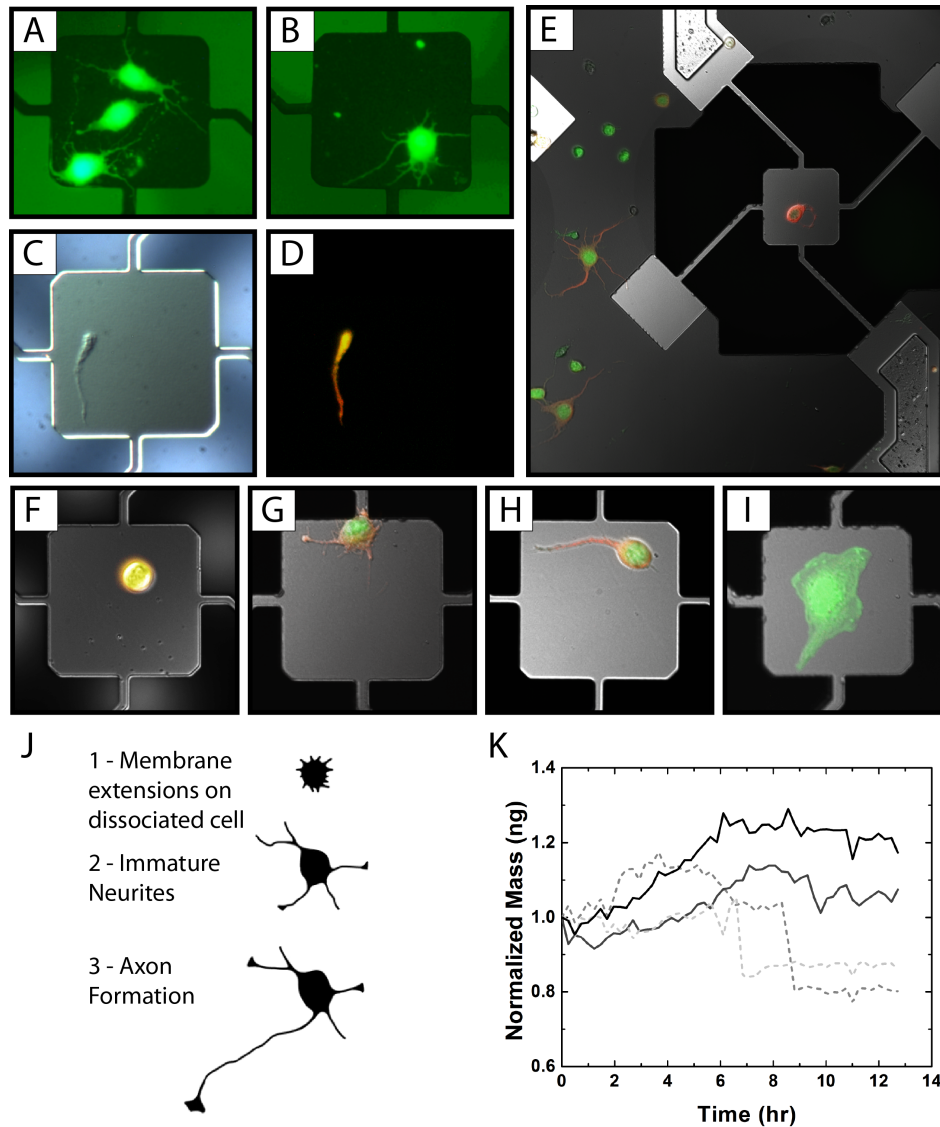 A
B
E
C
D
F
G
H
I
J
1 - Membrane
extensions on
dissociated cell
2 - Immature
Neurites
3 - Axon
Formation
K
Normalized Mass (ng)
1.4
1.2
1.0
0.8
0.6
0
2
4
6
8
10
12
14
Time (hr)